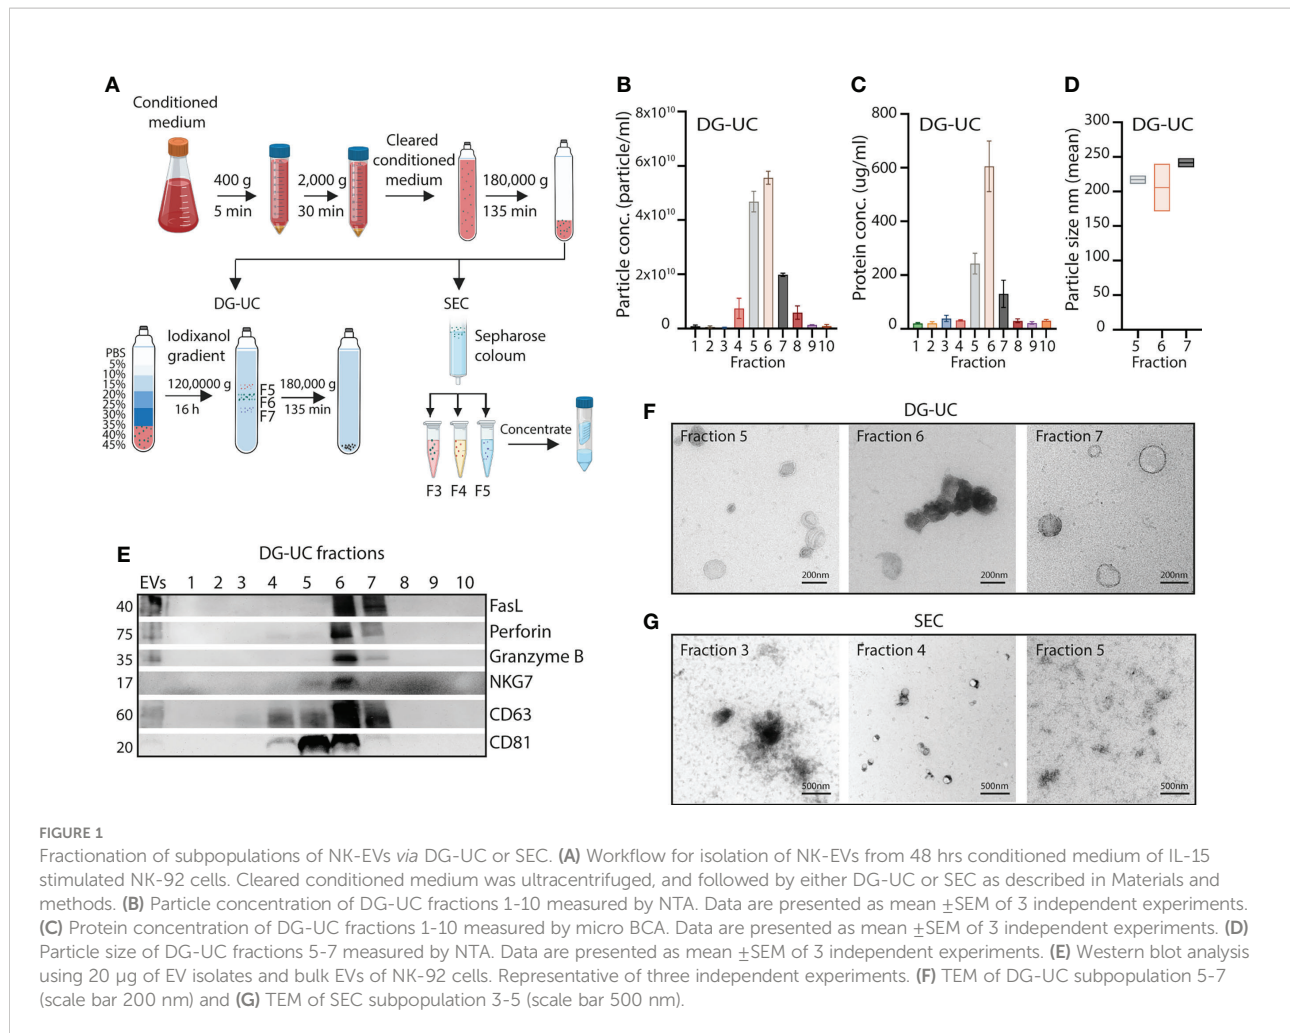 A
Conditioned
medium
400 g
5 min
2,000 g
30 min
Cleared
conditioned
medium
180,000 g
135 min
DG-UC
SEC
Iodixanol
gradient
PBS
5%
10%
15%
20%
25%
30%
35%
40%
45%
120,0000 g
16 h
F5
F6
F7
180,000 g
135 min
Sepharose
coloum
Concentrate
F3 F4 F5
B
DG-UC
Particle conc. (particle/ml)
8x10¹⁰
6x10¹⁰
4x10¹⁰
2x10¹⁰
0
1 2 3 4 5 6 7 8 9 10
Fraction
C
DG-UC
Protein conc. (ug/ml)
800
600
400
200
0
1 2 3 4 5 6 7 8 9 10
Fraction
D
DG-UC
Particle size nm (mean)
300
250
200
150
100
50
0
5 6 7
Fraction
E
DG-UC fractions
EVs 1 2 3 4 5 6 7 8 9 10
40 FasL
75 Perforin
35 Granzyme B
17 NKG7
60 CD63
20 CD81
F
DG-UC
Fraction 5
200nm
Fraction 6
200nm
Fraction 7
200nm
G
SEC
Fraction 3
500nm
Fraction 4
500nm
Fraction 5
500nm
FIGURE 1
Fractionation of subpopulations of NK-EVs via DG-UC or SEC. (A) Workflow for isolation of NK-EVs from 48 hrs conditioned medium of IL-15
stimulated NK-92 cells. Cleared conditioned medium was ultracentrifuged, and followed by either DG-UC or SEC as described in Materials and
methods. (B) Particle concentration of DG-UC fractions 1-10 measured by NTA. Data are presented as mean ±SEM of 3 independent experiments.
(C) Protein concentration of DG-UC fractions 1-10 measured by micro BCA. Data are presented as mean ±SEM of 3 independent experiments. (D)
Particle size of DG-UC fractions 5-7 measured by NTA. Data are presented as mean ±SEM of 3 independent experiments. (E) Western blot analysis
using 20 µg of EV isolates and bulk EVs of NK-92 cells. Representative of three independent experiments. (F) TEM of DG-UC subpopulation 5-7
(scale bar 200 nm) and (G) TEM of SEC subpopulation 3-5 (scale bar 500 nm).